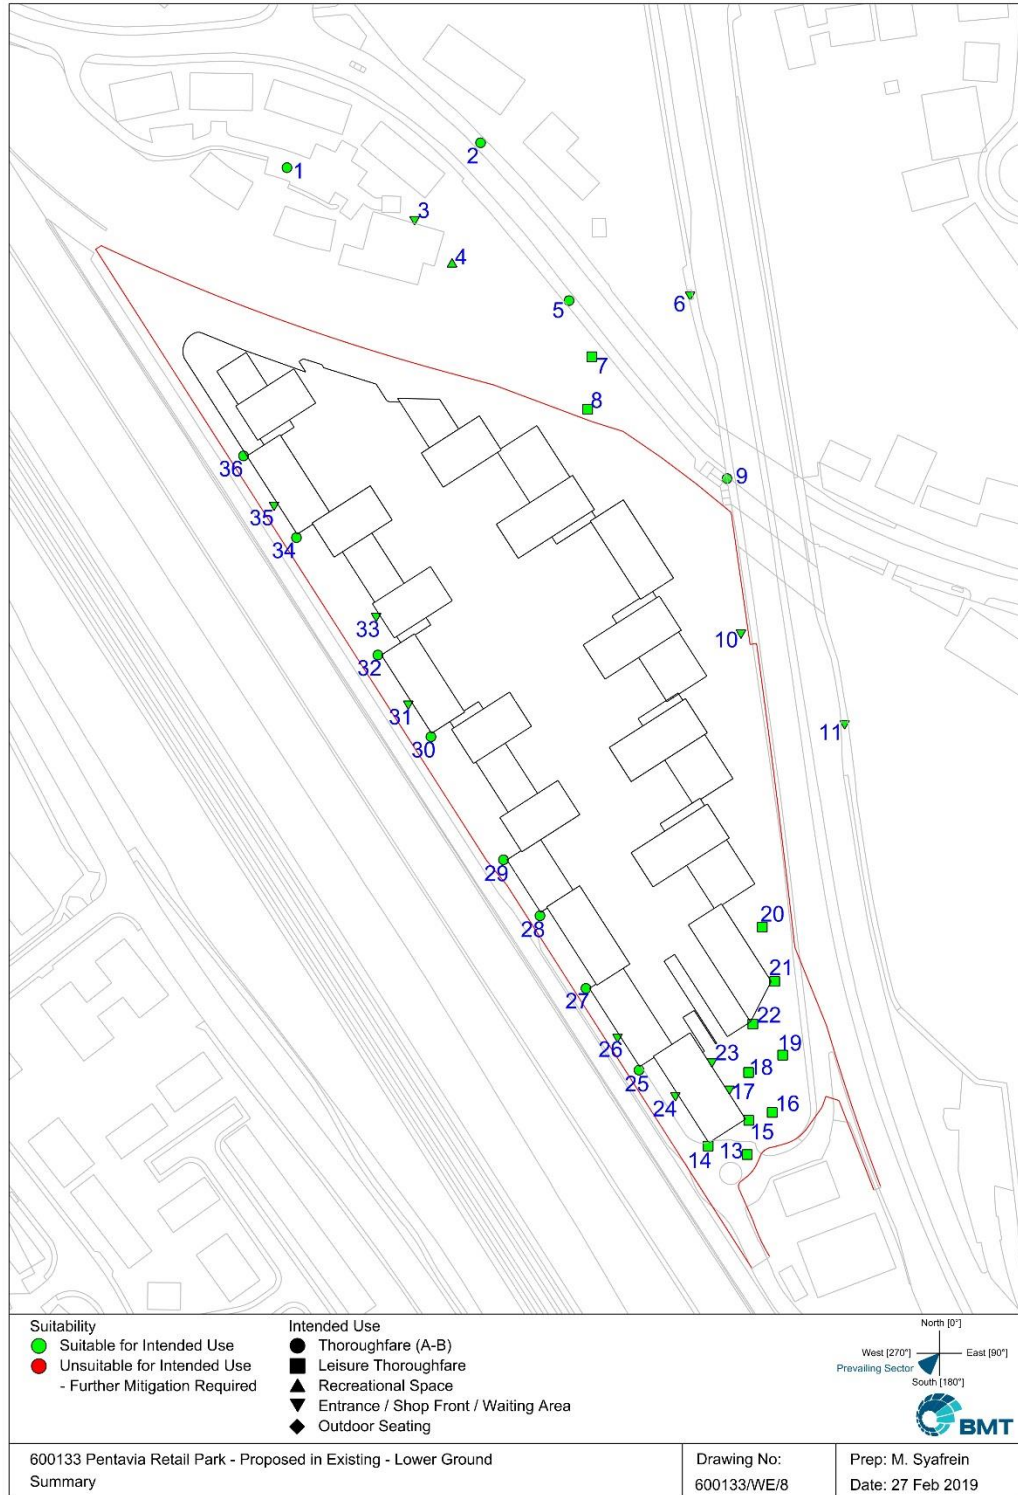 1
2
3
4
5
6
7
8
9
10
11
36
35
34
33
32
31
30
29
28
27
26
25
24
20
21
22
23
19
18
17
16
15
14
13
Suitability
Suitable for Intended Use
Unsuitable for Intended Use
- Further Mitigation Required
Intended Use
Thoroughfare (A-B)
Leisure Thoroughfare
Recreational Space
Entrance / Shop Front / Waiting Area
Outdoor Seating
North [0°]
West [270°]
East [90°]
Prevailing Sector
South [180°]
BMT
600133 Pentavia Retail Park - Proposed in Existing - Lower Ground
Summary
Drawing No:
600133/WE/8
Prep: M. Syafrein
Date: 27 Feb 2019